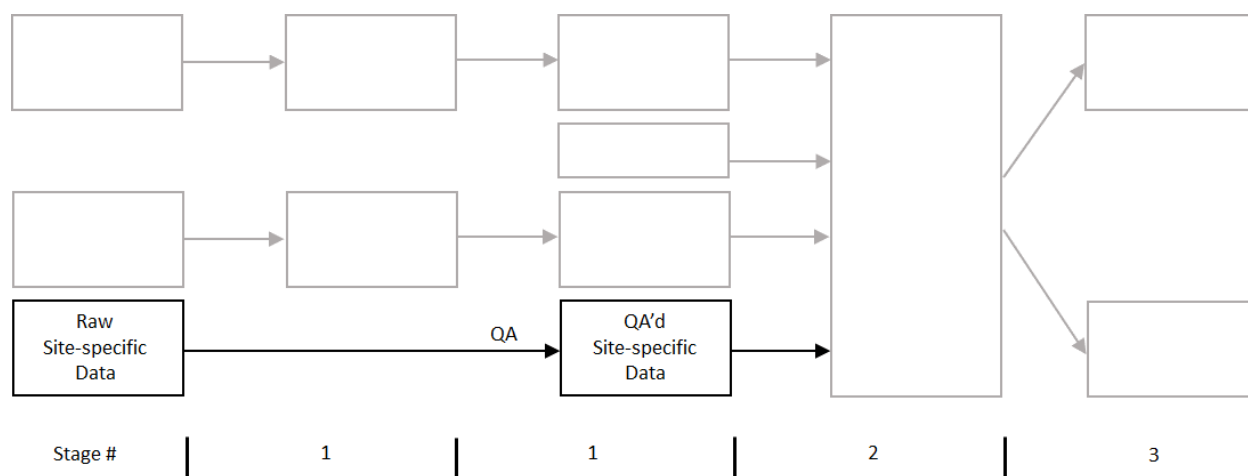 Raw
Site-specific
Data
QA
QA'd
Site-specific
Data
Stage #
1
1
2
3